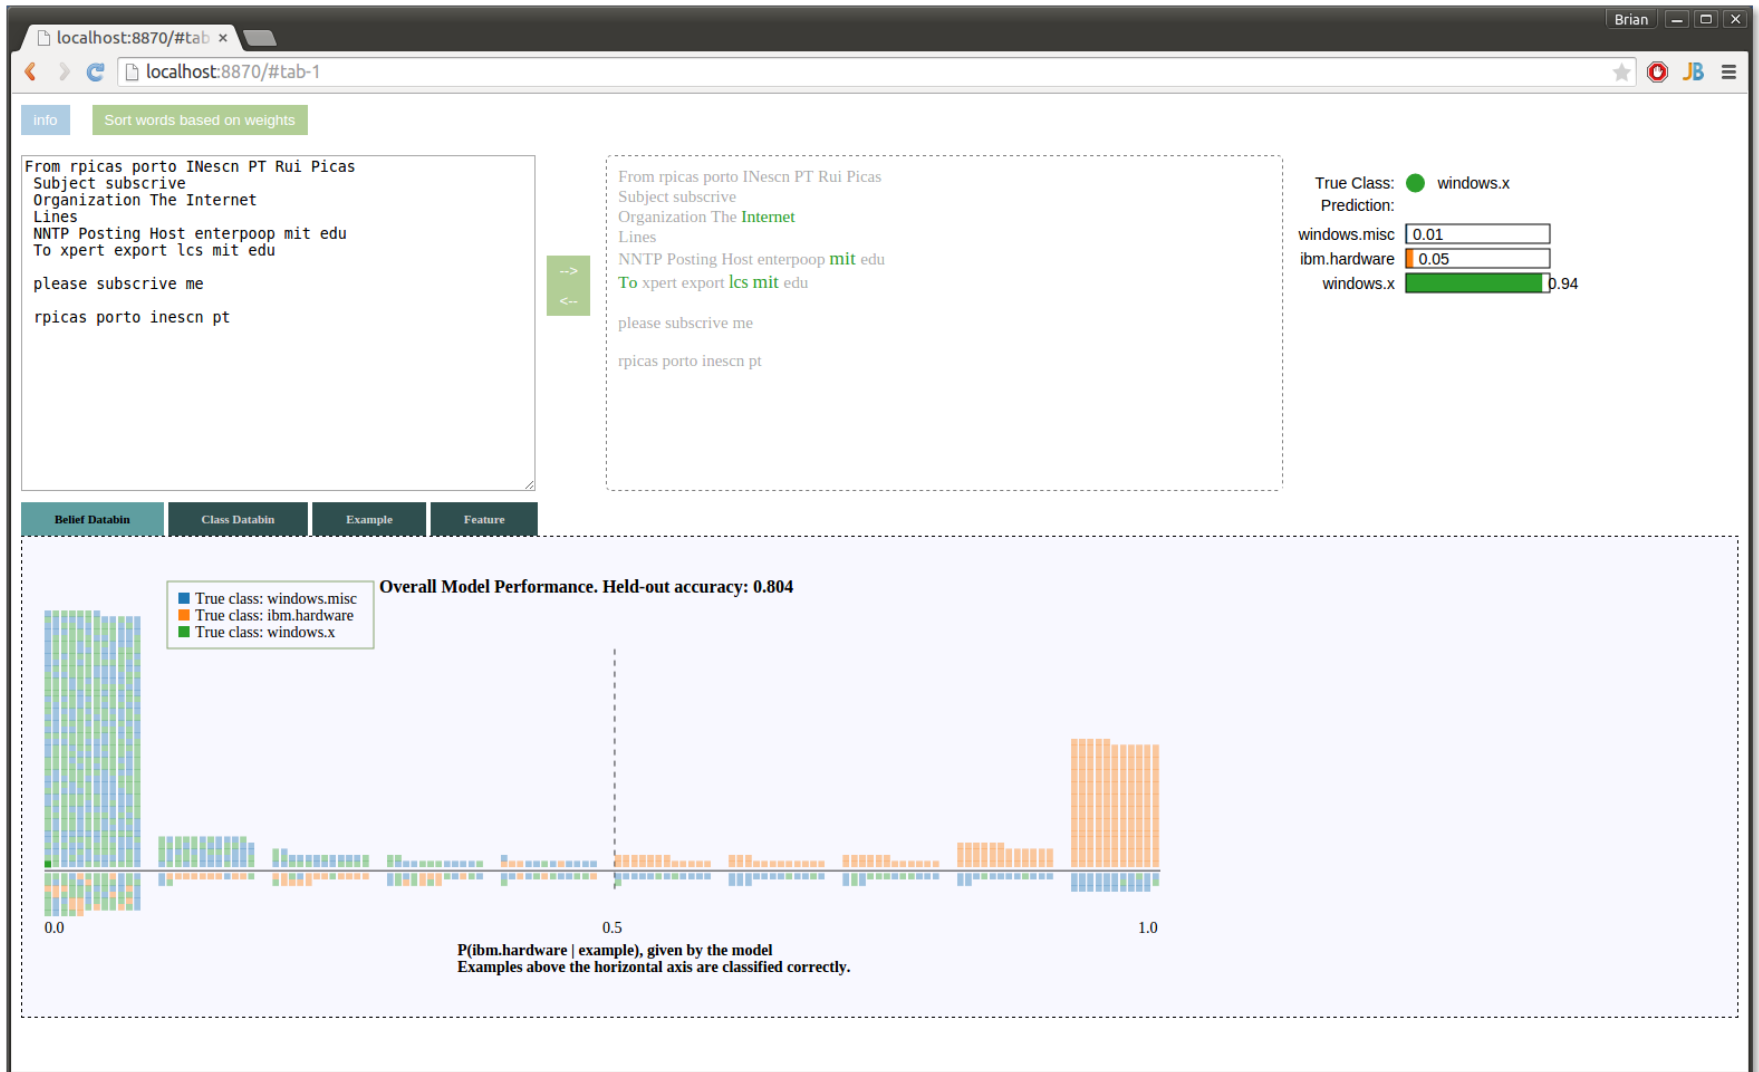 Brian
localhost:8870/#tab ×
localhost:8870/#tab-1
JB
info
Sort words based on weights
From rpicas porto INescn PT Rui Picas
Subject subscrive
Organization The Internet
Lines
NNTP Posting Host enterpoop mit edu
To xpert export lcs mit edu
please subscrive me
rpicas porto inescn pt
-->
<--
From rpicas porto INescn PT Rui Picas
Subject subscrive
Organization The Internet
Lines
NNTP Posting Host enterpoop mit edu
To xpert export lcs mit edu
please subscrive me
rpicas porto inescn pt
True Class: windows.x
Prediction:
windows.misc 0.01
ibm.hardware 0.05
windows.x 0.94
Belief Databin
Class Databin
Example
Feature
Overall Model Performance. Held-out accuracy: 0.804
True class: windows.misc
True class: ibm.hardware
True class: windows.x
0.0 0.5 1.0
P(ibm.hardware | example), given by the model
Examples above the horizontal axis are classified correctly.